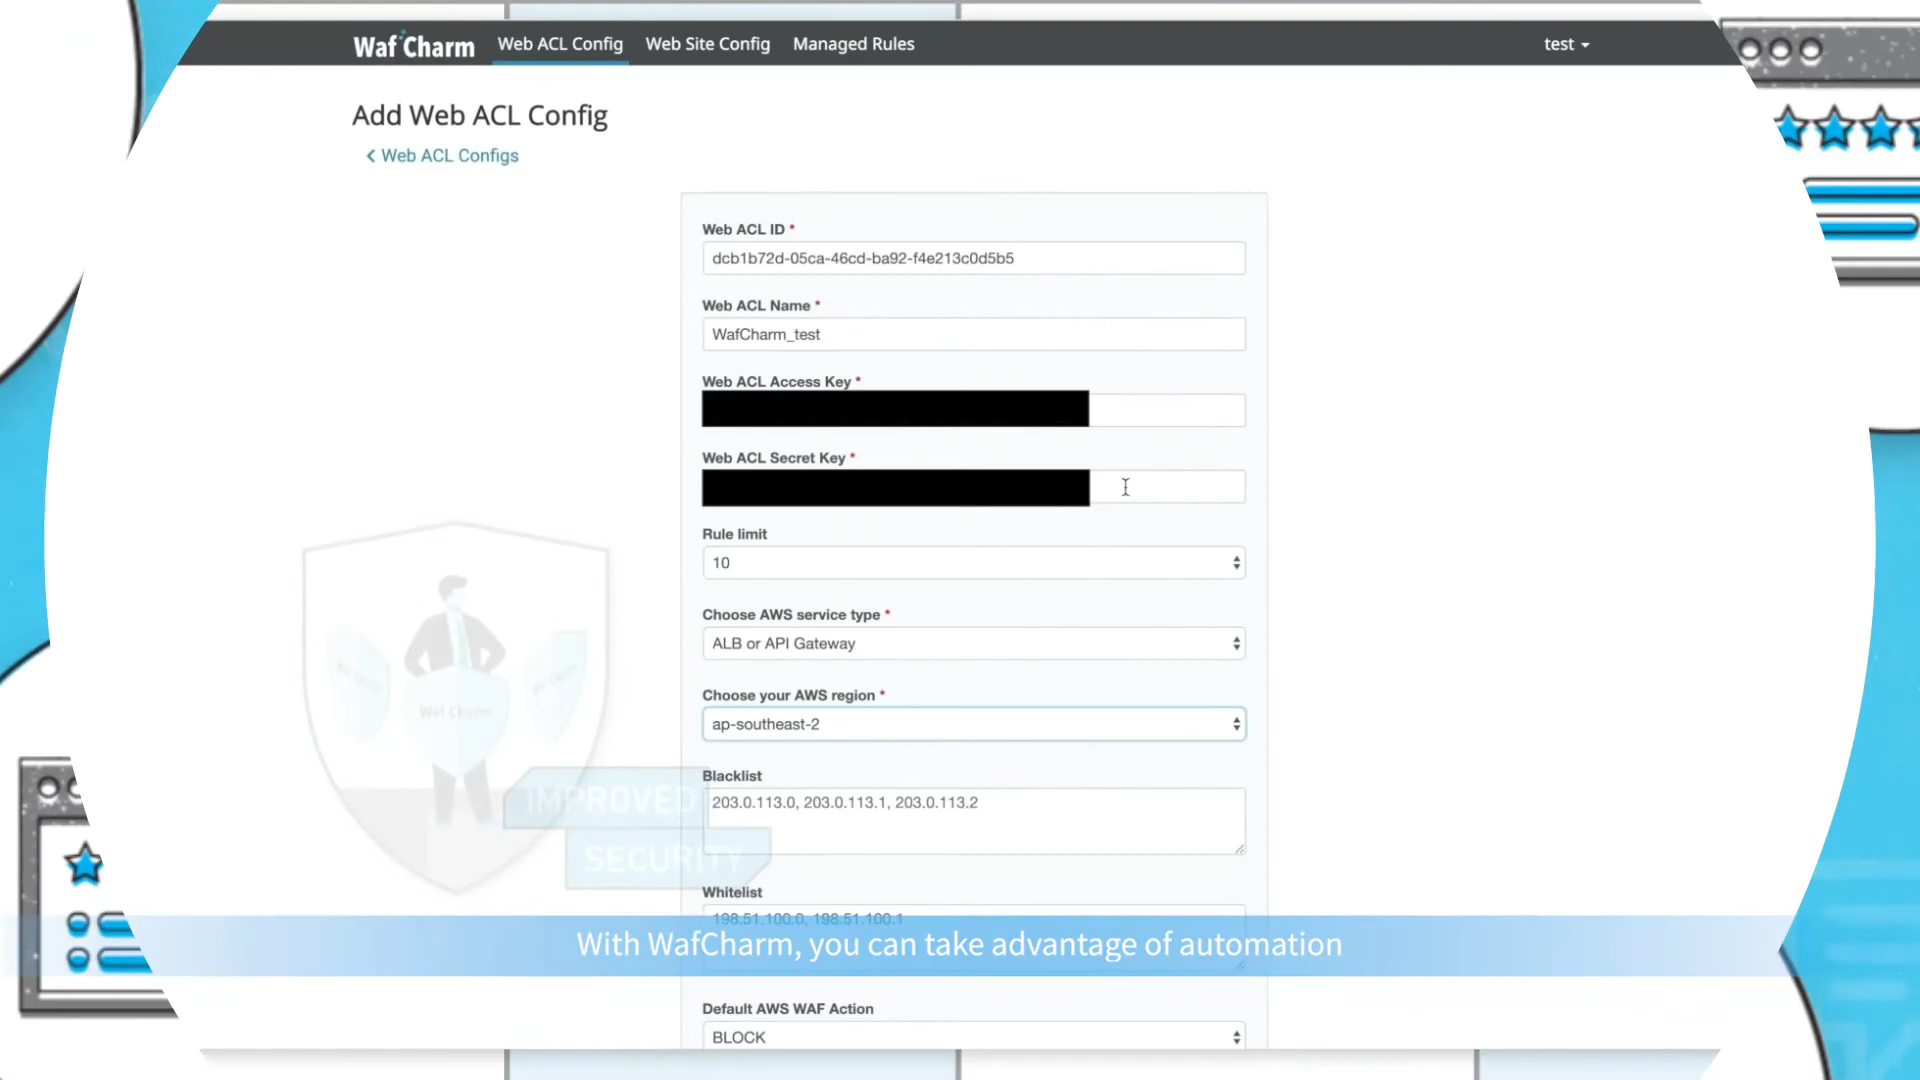 WafCharm Web ACL Config Web Site Config Managed Rules test
Add Web ACL Config
Web ACL Configs
Web ACL ID *
dcb1b72d-05ca-46cd-ba92-f4e213c0d5b5
Web ACL Name *
WafCharm_test
Web ACL Access Key *
Web ACL Secret Key *
Rule limit
10
Choose AWS service type *
ALB or API Gateway
Choose your AWS region *
ap-southeast-2
Waf Charm
Blacklist
203.0.113.0, 203.0.113.1, 203.0.113.2
IMPROVED
SECURITY
Whitelist
198.51.100.0, 198.51.100.1
With WafCharm, you can take advantage of automation
Default AWS WAF Action
BLOCK